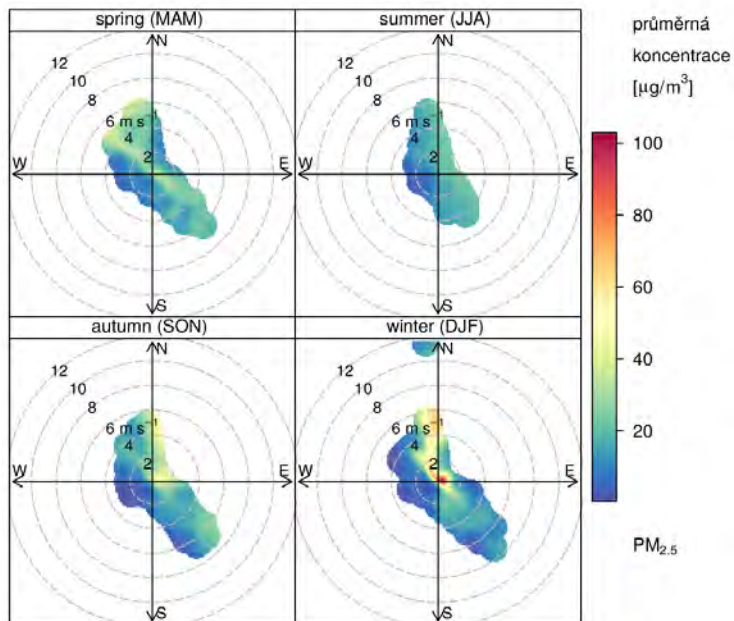 spring (MAM)
summer (JJA)
průměrná
koncentrace
[μg/m³]
N
12
10
8
6 m s⁻¹
4
2
W
E
S
N
12
10
8
6 m s⁻¹
4
2
W
E
S
autumn (SON)
winter (DJF)
N
12
10
8
6 m s⁻¹
4
2
W
E
S
N
12
10
8
6 m s⁻¹
4
2
W
E
S
100
80
60
40
20
PM₂.₅